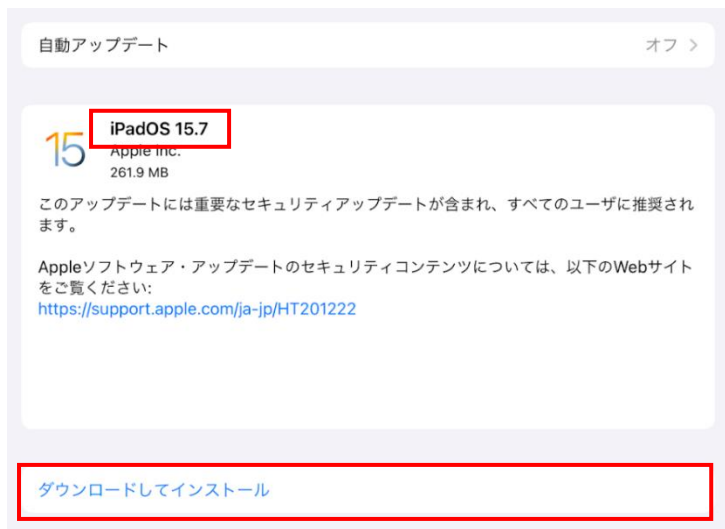 自動アップデート オフ >
iPadOS 15.7
15
Apple Inc.
261.9 MB
このアップデートには重要なセキュリティアップデートが含まれ、すべてのユーザに推奨され
ます。
Appleソフトウェア・アップデートのセキュリティコンテンツについては、以下のWebサイト
をご覧ください:
https://support.apple.com/ja-jp/HT201222
ダウンロードしてインストール